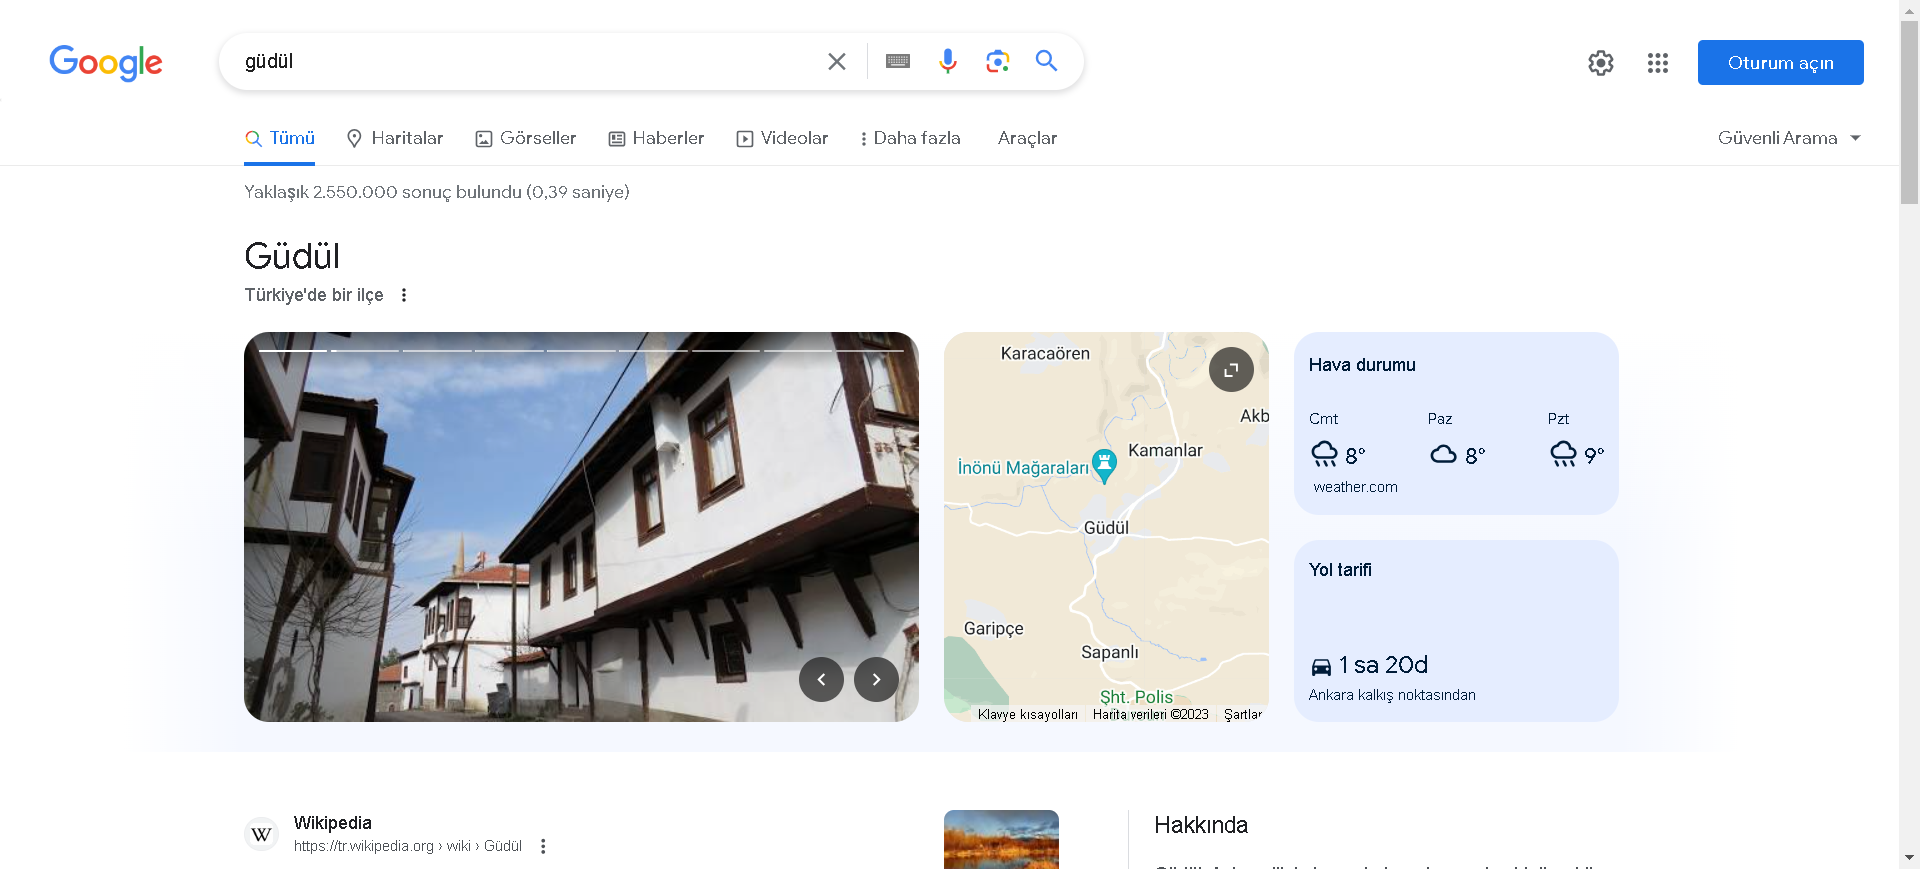 Google
güdül
Oturum açın
Tümü
Haritalar
Görseller
Haberler
Videolar
Daha fazla
Araçlar
Güvenli Arama
Yaklaşık 2.550.000 sonuç bulundu (0,39 saniye)
Güdül
Türkiye'de bir ilçe
Karacaören
Akb
Kamanlar
İnönü Mağaraları
Güdül
Garipçe
Sapanlı
Şht. Polis
Klavye kısayolları
Harita verileri ©2023
Şartlar
Hava durumu
Cmt
Paz
Pzt
8°
8°
9°
weather.com
Yol tarifi
1 sa 20d
Ankara kalkış noktasından
W
Wikipedia
https://tr.wikipedia.org › wiki › Güdül
Hakkında